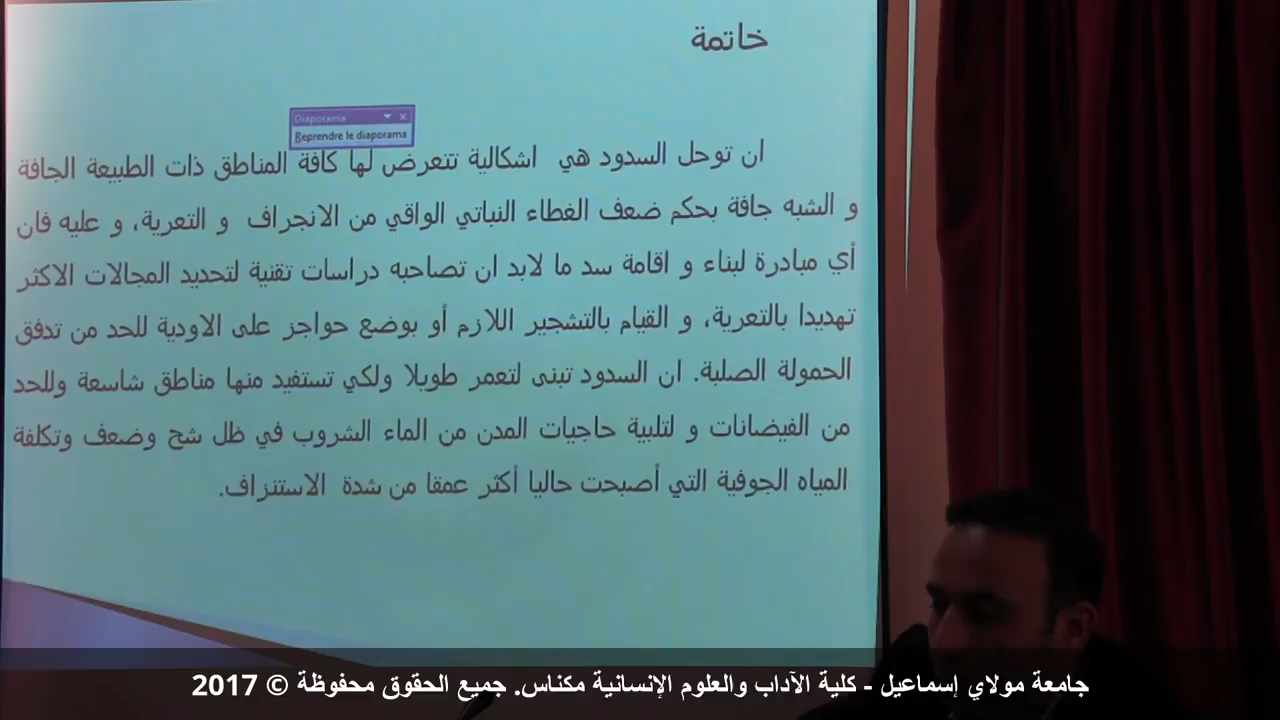 خاتمة
Diaporama
Reprendre le diaporama
ان توحل السدود هي اشكالية تتعرض لها كافة المناطق ذات الطبيعة الجافة
و الشبه جافة بحكم ضعف الغطاء النباتي الواقي من الانجراف و التعرية، و عليه فان
أي مبادرة لبناء و اقامة سد ما لابد ان تصاحبه دراسات تقنية لتحديد المجالات الاكثر
تهديدا بالتعرية، و القيام بالتشجير اللازم أو بوضع حواجز على الاودية للحد من تدفق
الحمولة الصلبة. ان السدود تبنى لتعمر طويلا ولكي تستفيد منها مناطق شاسعة وللحد
من الفيضانات و لتلبية حاجيات المدن من الماء الشروب في ظل شح وضعف وتكلفة
المياه الجوفية التي أصبحت حاليا أكثر عمقا من شدة الاستنزاف.
جامعة مولاي إسماعيل - كلية الآداب والعلوم الإنسانية مكناس. جميع الحقوق محفوظة © 2017